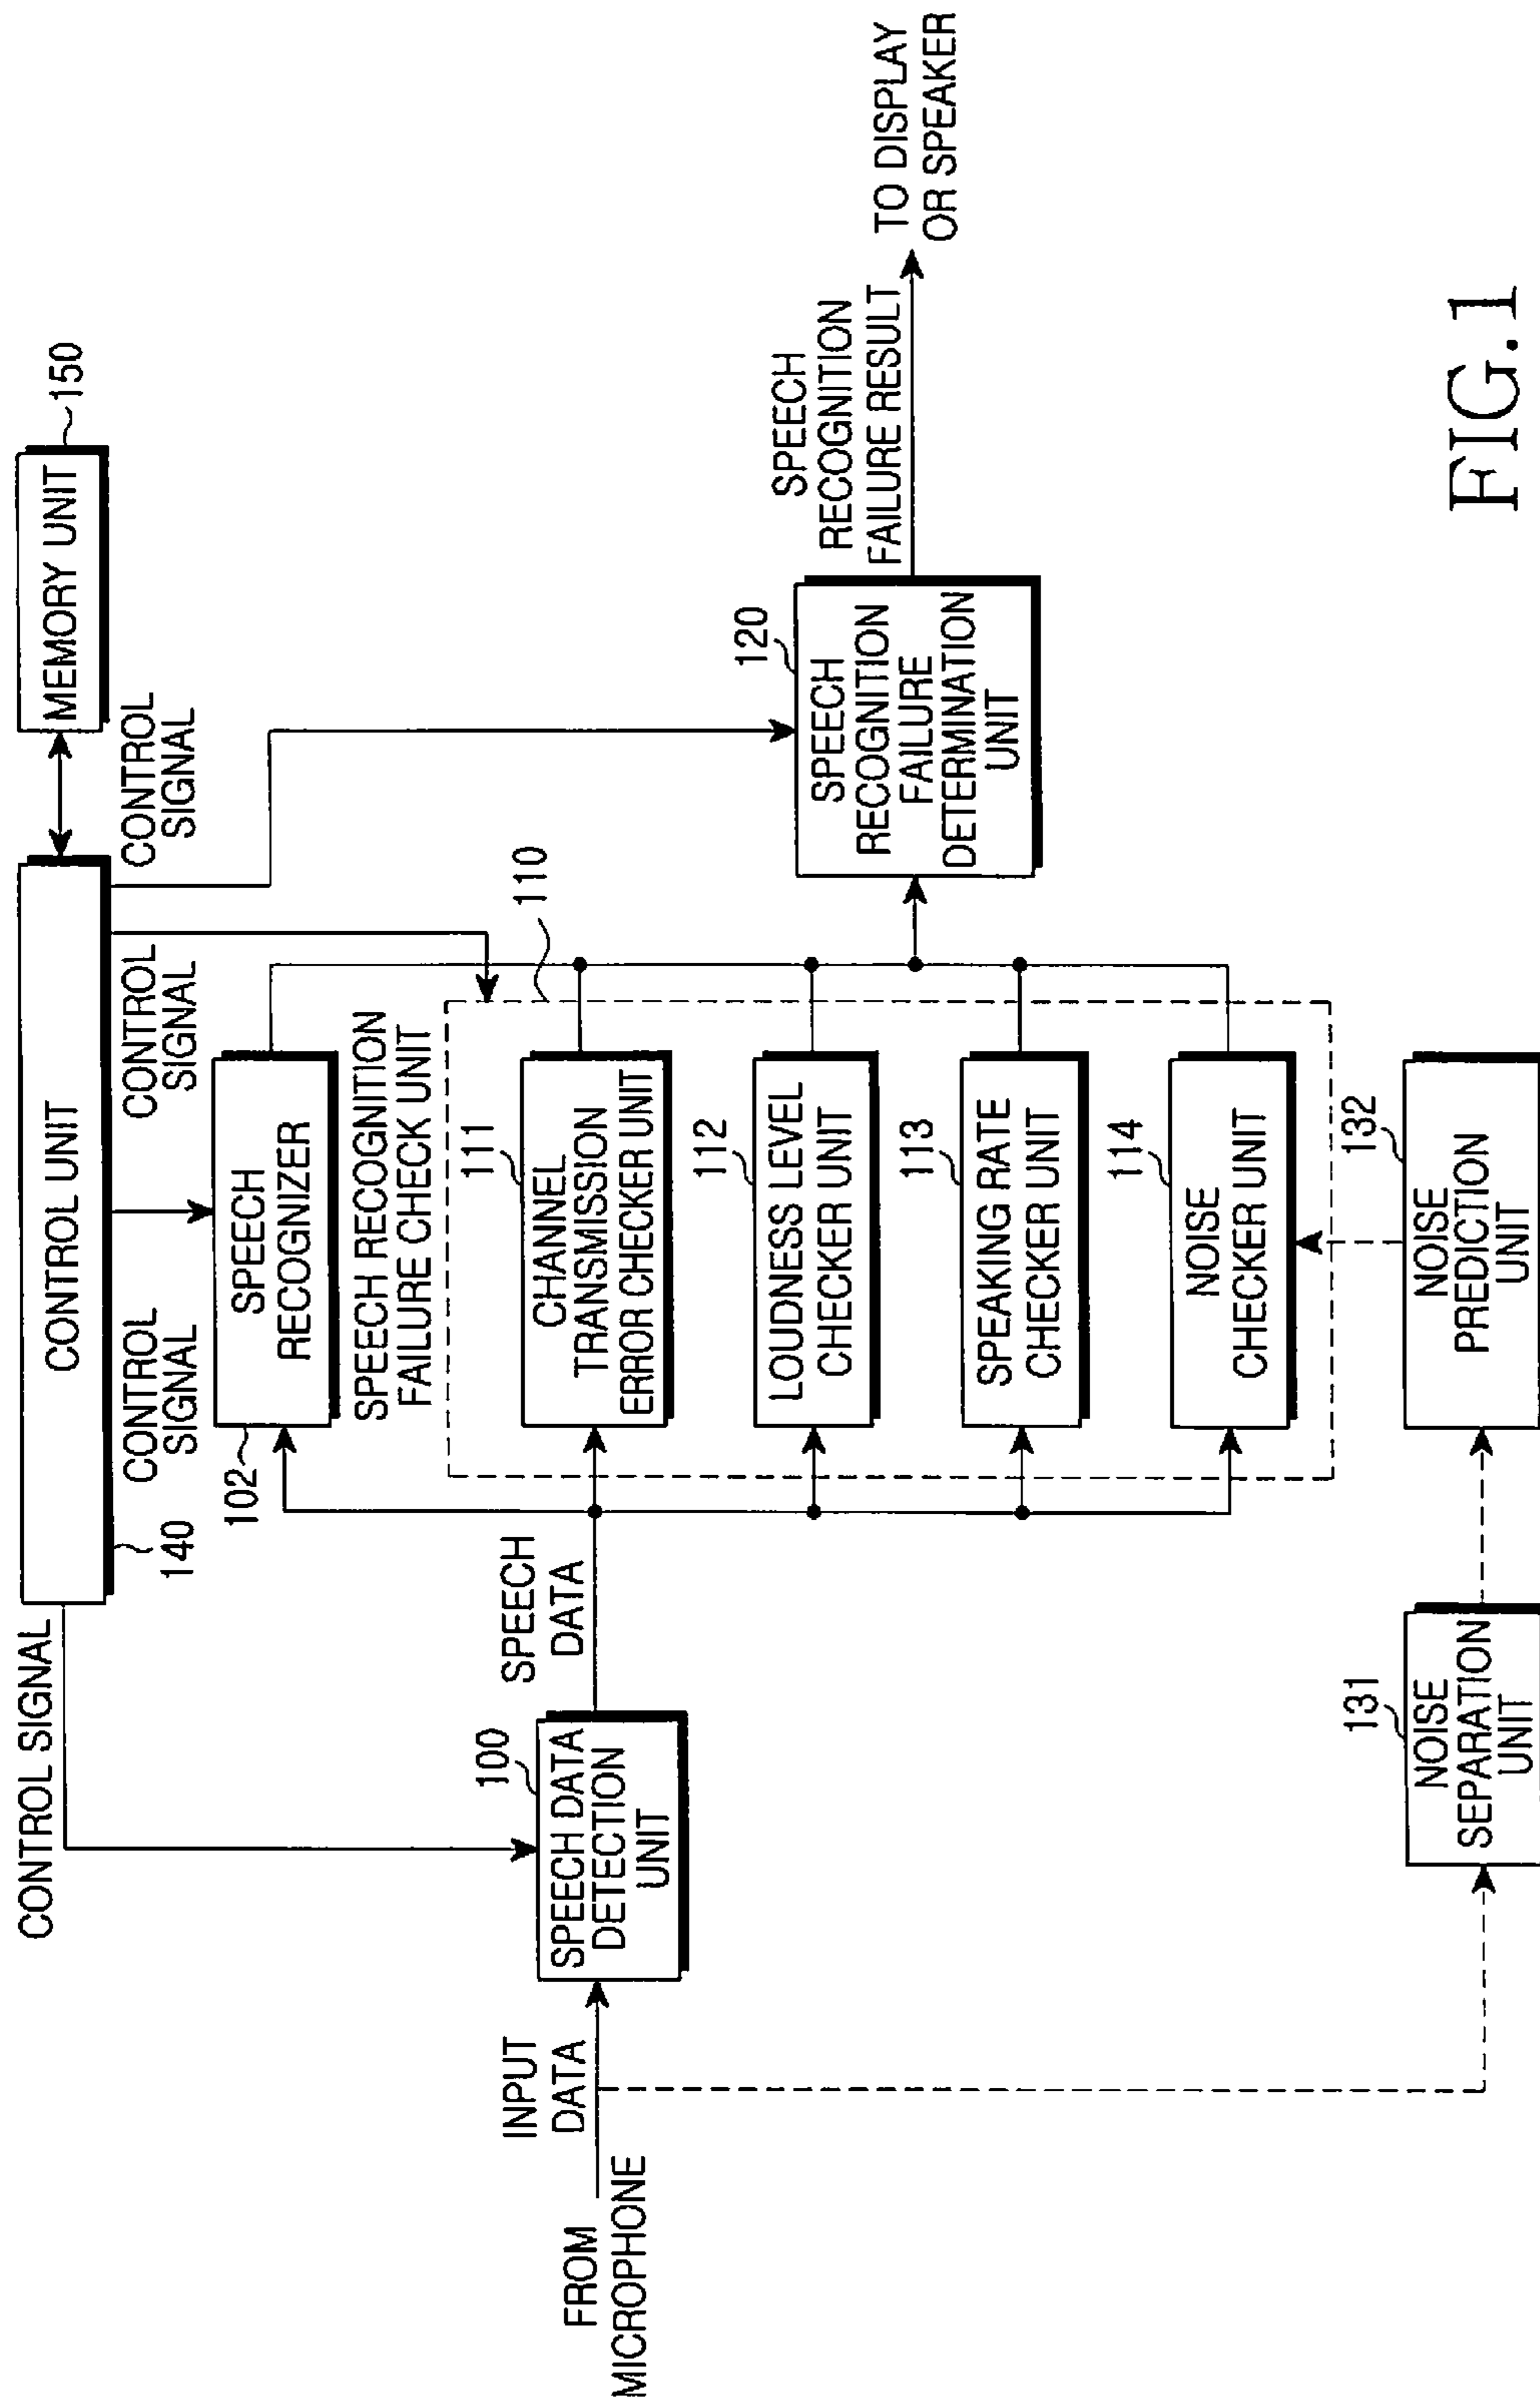 CONTROL SIGNAL
CONTROL UNIT
140
MEMORY UNIT
150
CONTROL
SIGNAL
CONTROL
SIGNAL
CONTROL
SIGNAL
102
SPEECH
RECOGNIZER
SPEECH RECOGNITION
FAILURE CHECK UNIT
110
FROM
MICROPHONE
INPUT
DATA
100
SPEECH DATA
DETECTION
UNIT
SPEECH
DATA
111
CHANNEL
TRANSMISSION
ERROR CHECKER UNIT
112
LOUDNESS LEVEL
CHECKER UNIT
113
SPEAKING RATE
CHECKER UNIT
114
NOISE
CHECKER UNIT
120
SPEECH
RECOGNITION
FAILURE
DETERMINATION
UNIT
SPEECH
RECOGNITION
FAILURE RESULT
TO DISPLAY
OR SPEAKER
131
NOISE
SEPARATION
UNIT
132
NOISE
PREDICTION
UNIT
FIG.1